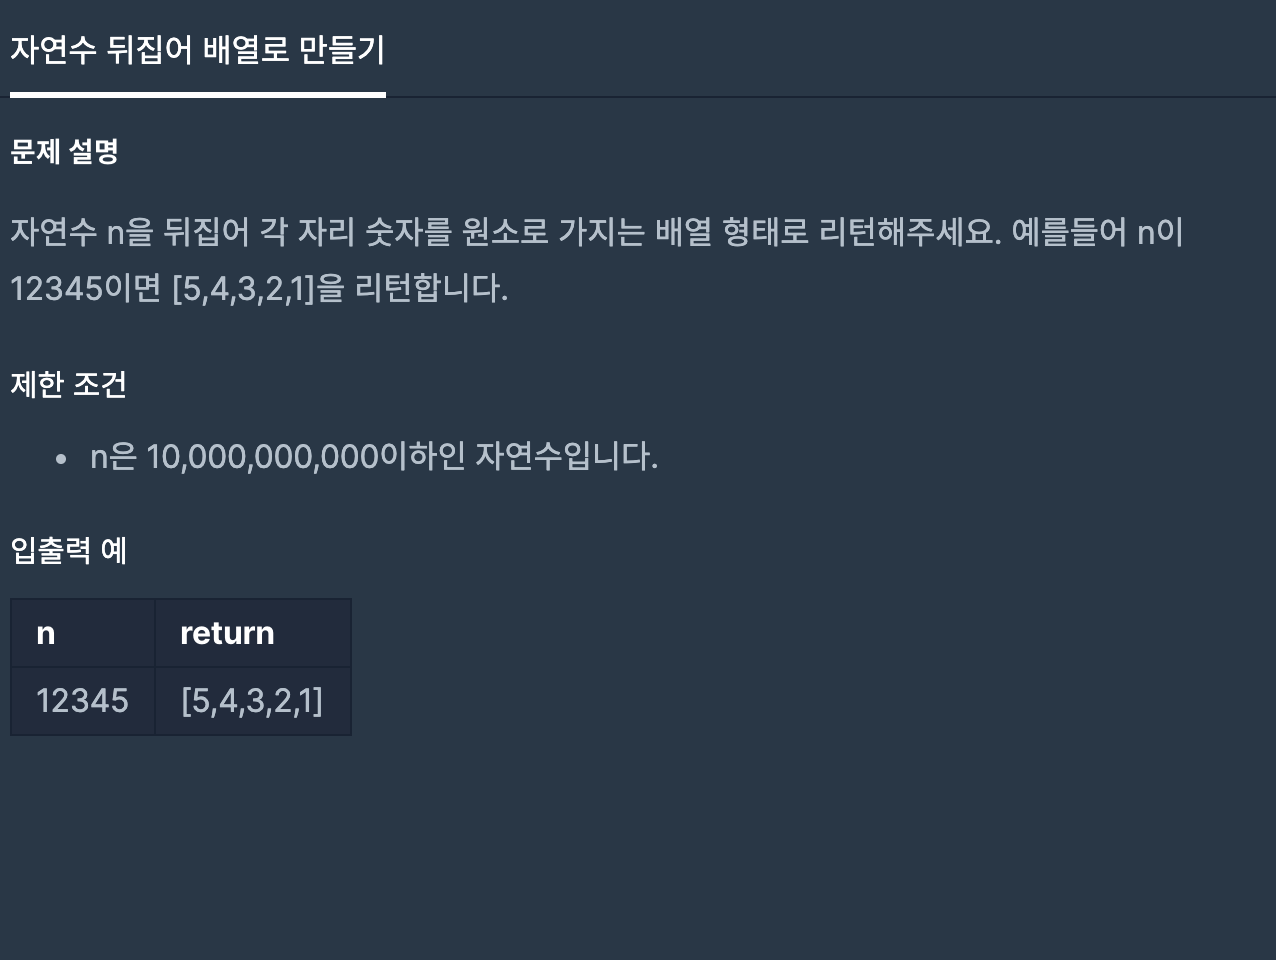 자연수 뒤집어 배열로 만들기
문제 설명
자연수 n을 뒤집어 각 자리 숫자를 원소로 가지는 배열 형태로 리턴해주세요. 예를들어 n이
12345이면 [5,4,3,2,1]을 리턴합니다.
제한 조건
• n은 10,000,000,000이하인 자연수입니다.
입출력 예
n return
12345 [5,4,3,2,1]